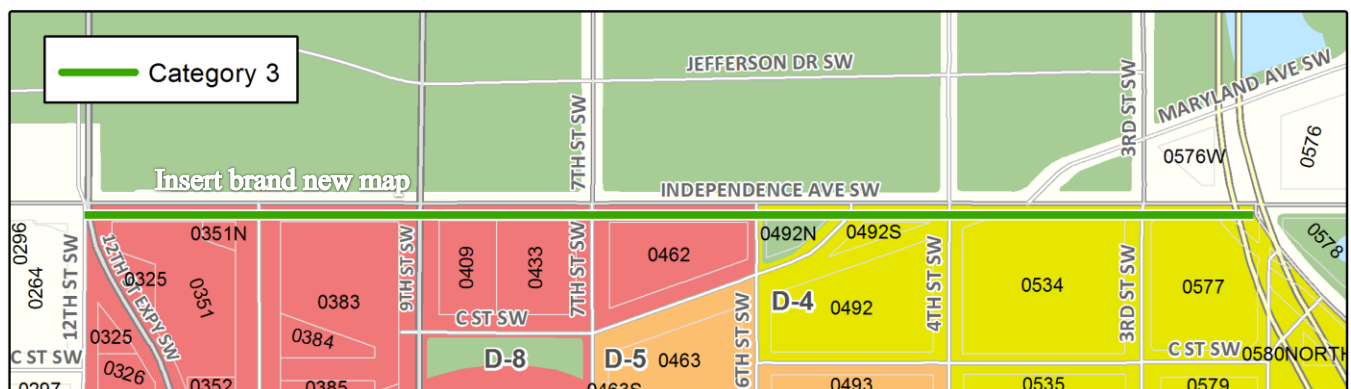 Category 3
JEFFERSON DR SW
MARYLAND AVE SW
7TH ST SW
3RD ST SW
0576W
0576
Insert brand new map
INDEPENDENCE AVE SW
0296
0264
12TH ST SW
12TH ST EXPY SW
0325
0351N
0351
0383
9TH ST SW
0409
0433
7TH ST SW
0462
0492N
0492S
4TH ST SW
0534
3RD ST SW
0577
0578
0325
0384
C ST SW
D-4
0492
6TH ST SW
C ST SW
0326
D-8
D-5
0463
C ST SW
0580NORTH
0297
0352
0385
0463S
0493
0535
0579